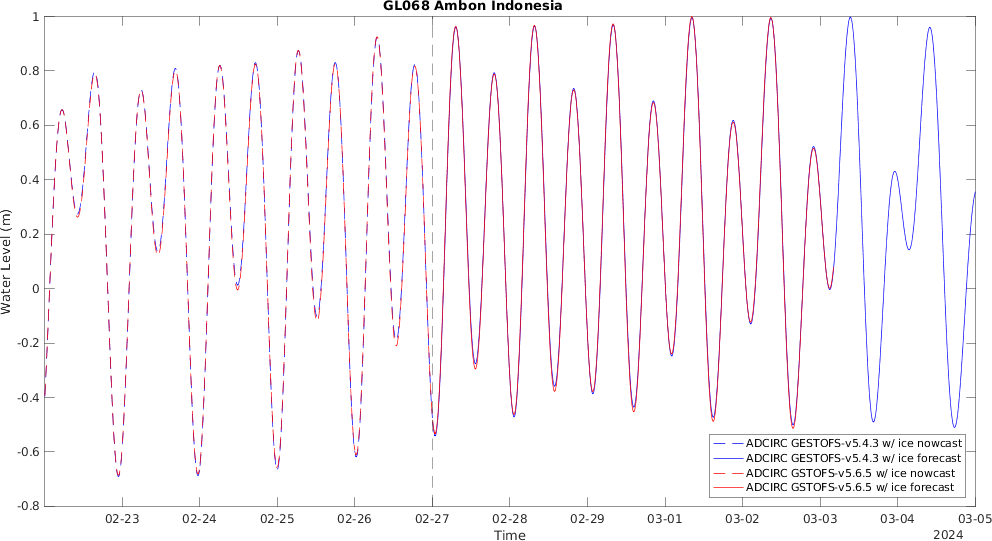 GL068 Ambon Indonesia
1
0.8
0.6
0.4
0.2
0
-0.2
-0.4
-0.6
-0.8
Water Level (m)
ADCIRC GESTOFS-v5.4.3 w/ ice nowcast
ADCIRC GESTOFS-v5.4.3 w/ ice forecast
ADCIRC GSTOFS-v5.6.5 w/ ice nowcast
ADCIRC GSTOFS-v5.6.5 w/ ice forecast
02-23 02-24 02-25 02-26 02-27 02-28 02-29 03-01 03-02 03-03 03-04 03-05
Time
2024